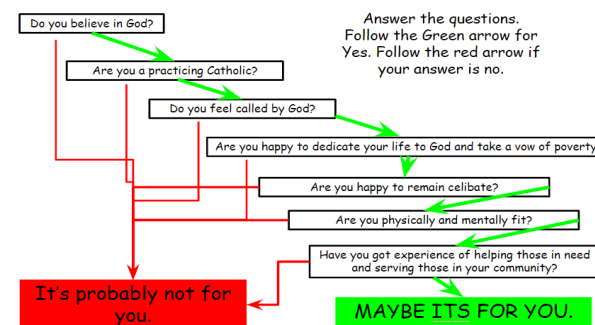 Do you believe in God?
Answer the questions.
Follow the Green arrow for
Yes. Follow the red arrow if
your answer is no.
Are you a practicing Catholic?
Do you feel called by God?
Are you happy to dedicate your life to God and take a vow of poverty
Are you happy to remain celibate?
Are you physically and mentally fit?
Have you got experience of helping those in need
and serving those in your community?
It's probably not for
you.
MAYBE ITS FOR YOU.